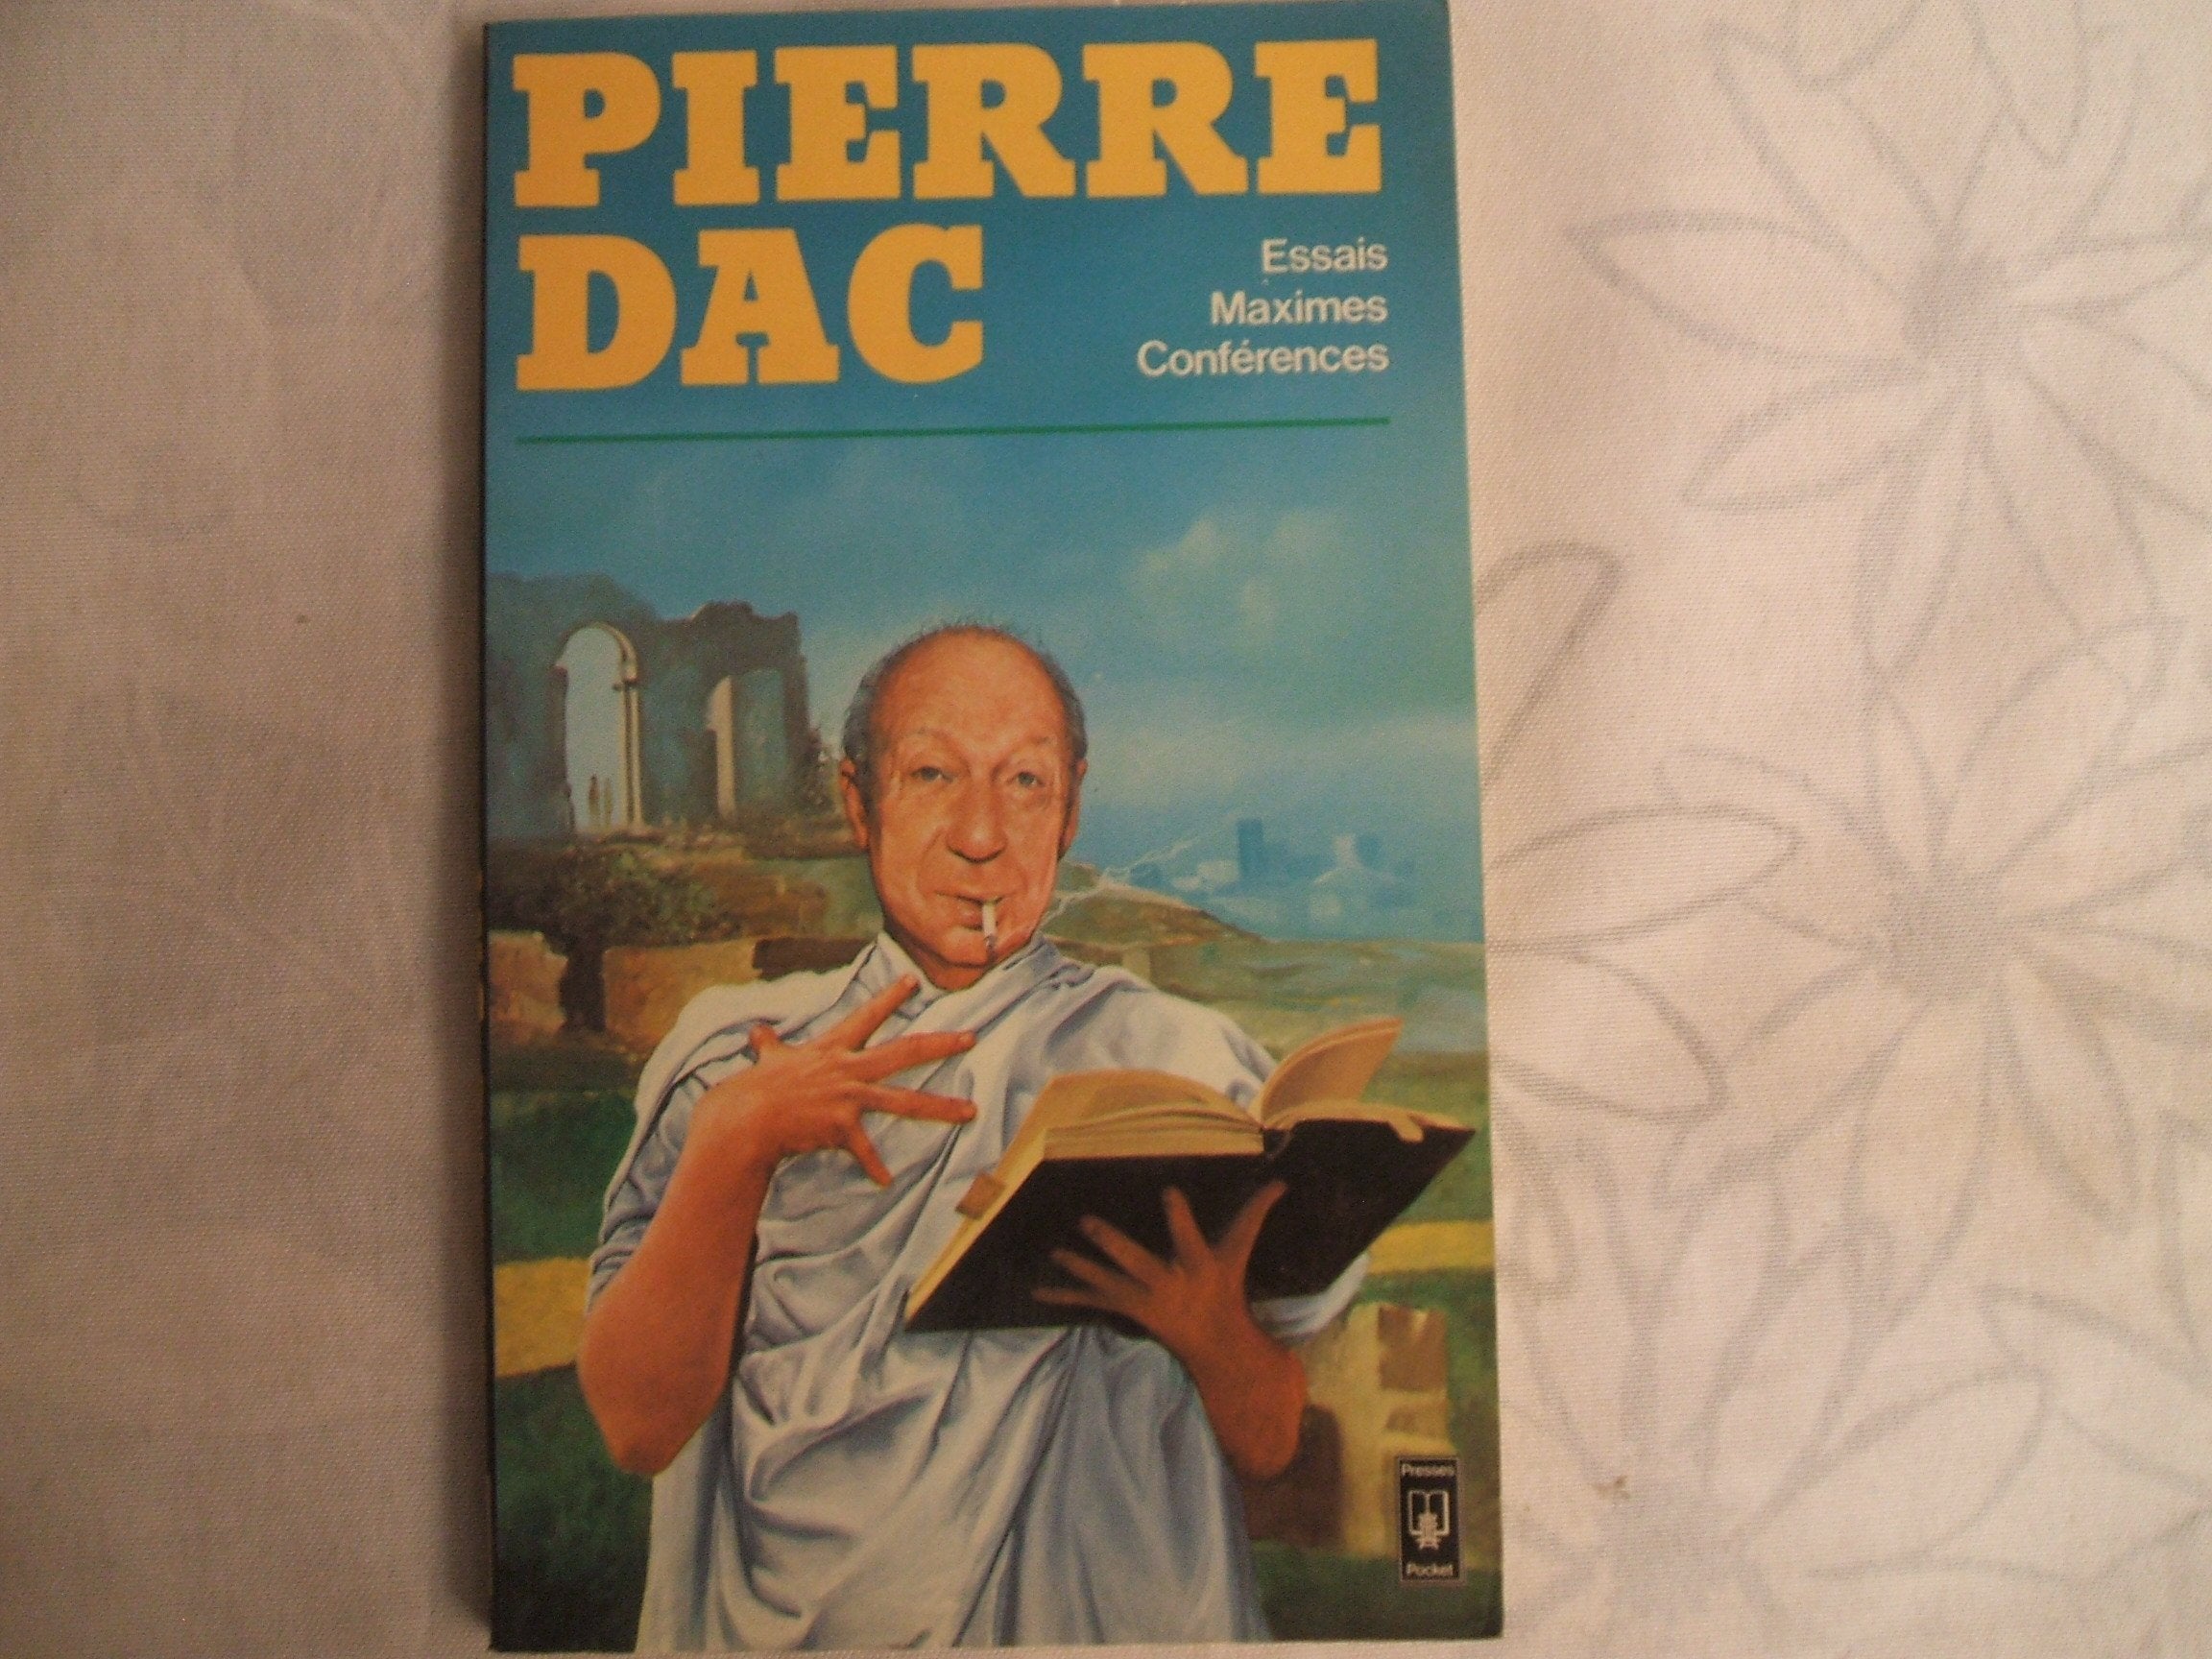 PIERRE
DAC
Essais
Maximes
Conférences
Presses
Pocket